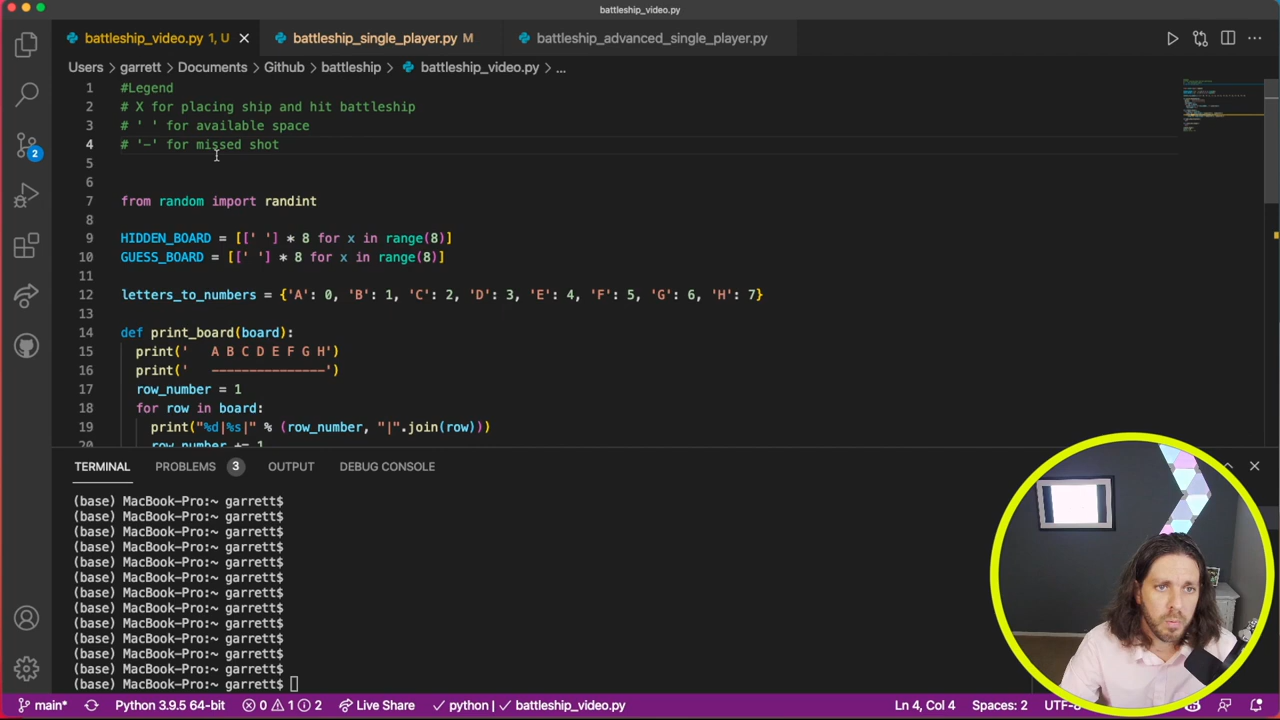 battleship_video.py
battleship_video.py 1, U
battleship_single_player.py M
battleship_advanced_single_player.py
Users > garrett > Documents > Github > battleship > battleship_video.py > ...
1 #Legend
2 # X for placing ship and hit battleship
3 # ' ' for available space
4 # '-' for missed shot
5
6
7 from random import randint
8
9 HIDDEN_BOARD = [[' '] * 8 for x in range(8)]
10 GUESS_BOARD = [[' '] * 8 for x in range(8)]
11
12 letters_to_numbers = {'A': 0, 'B': 1, 'C': 2, 'D': 3, 'E': 4, 'F': 5, 'G': 6, 'H': 7}
13
14 def print_board(board):
15 print('   A B C D E F G H')
16 print('   ---------------')
17 row_number = 1
18 for row in board:
19 print("%d|%s|" % (row_number, "|".join(row)))
20 row_number += 1
2
TERMINAL PROBLEMS 3 OUTPUT DEBUG CONSOLE
(base) MacBook-Pro:~ garrett$
(base) MacBook-Pro:~ garrett$
(base) MacBook-Pro:~ garrett$
(base) MacBook-Pro:~ garrett$
(base) MacBook-Pro:~ garrett$
(base) MacBook-Pro:~ garrett$
(base) MacBook-Pro:~ garrett$
(base) MacBook-Pro:~ garrett$
(base) MacBook-Pro:~ garrett$
(base) MacBook-Pro:~ garrett$
(base) MacBook-Pro:~ garrett$
(base) MacBook-Pro:~ garrett$
(base) MacBook-Pro:~ garrett$
main* Python 3.9.5 64-bit 0 1 2 Live Share python | battleship_video.py Ln 4, Col 4 Spaces: 2